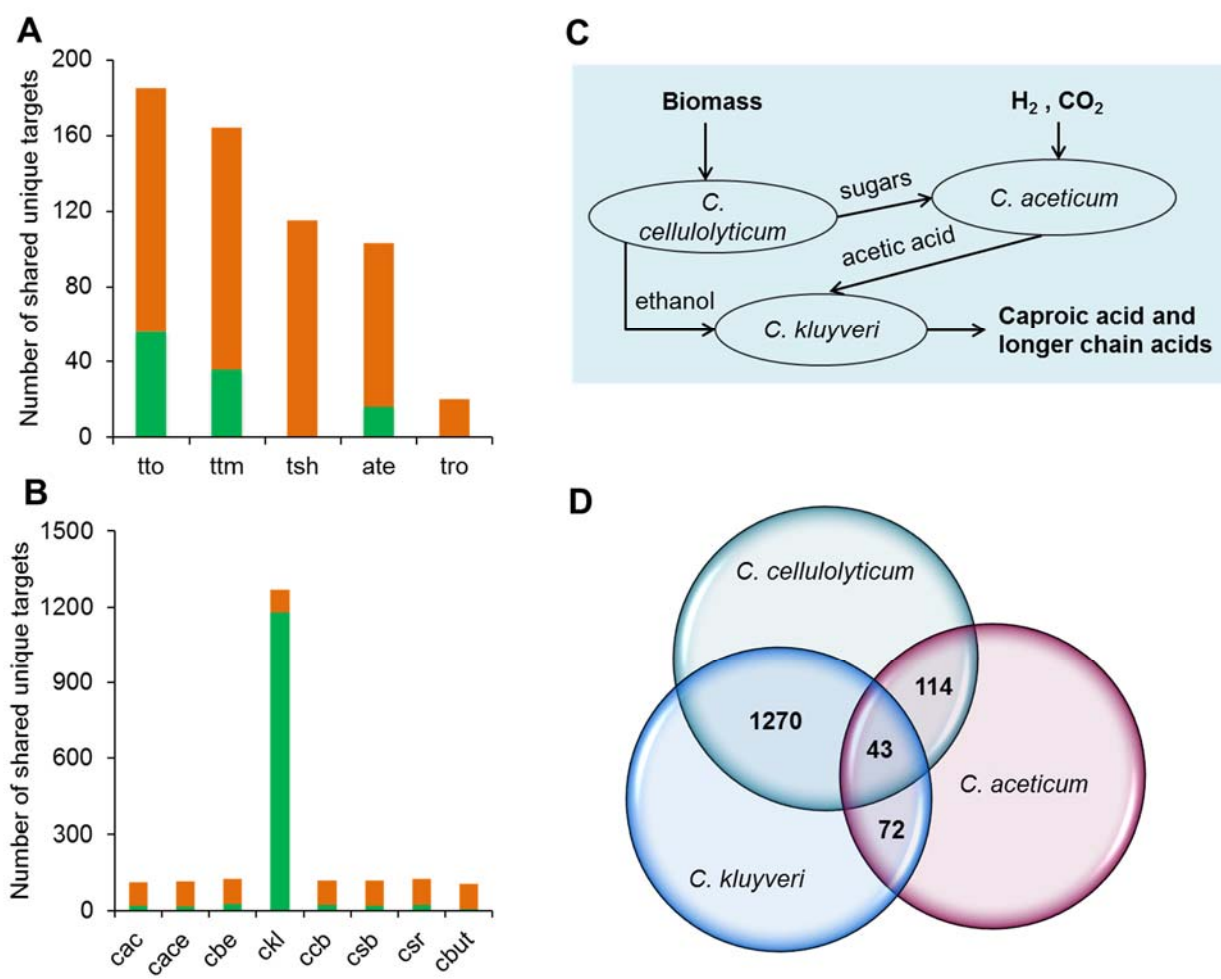 A
Number of shared unique targets
200
160
120
80
40
0
tto ttm tsh ate tro
B
Number of shared unique targets
1500
1200
900
600
300
0
cac cace cbe ckl ccb csb csr cbut
C
Biomass
H₂ , CO₂
C.
cellulolyticum
sugars
C. aceticum
acetic acid
ethanol
C. kluyveri
Caproic acid and
longer chain acids
D
C. cellulolyticum
114
1270
43
C. aceticum
72
C. kluyveri